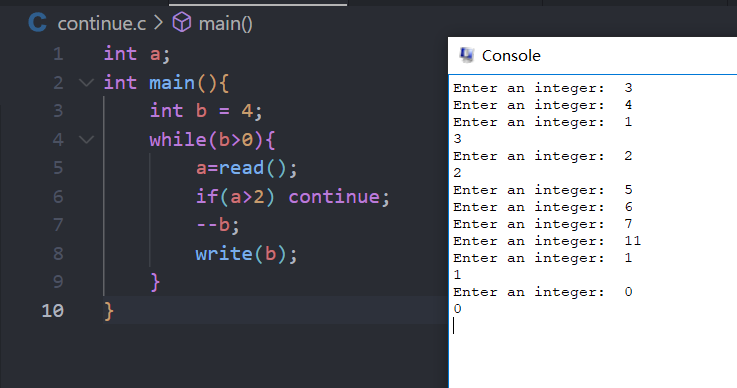 continue.c > main()
1 int a;
2 int main(){
3 int b = 4;
4 while(b>0){
5 a=read();
6 if(a>2) continue;
7 --b;
8 write(b);
9 }
10 }
Console
Enter an integer: 3
Enter an integer: 4
Enter an integer: 1
3
Enter an integer: 2
2
Enter an integer: 5
Enter an integer: 6
Enter an integer: 7
Enter an integer: 11
Enter an integer: 1
1
Enter an integer: 0
0